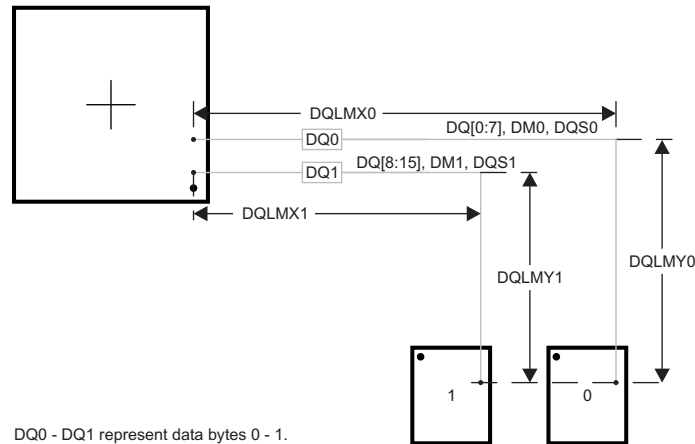 DQLMX0
DQ[0:7], DM0, DQS0
DQ0
DQ[8:15], DM1, DQS1
DQ1
DQLMX1
DQLMY0
DQLMY1
1
0
DQ0 - DQ1 represent data bytes 0 - 1.